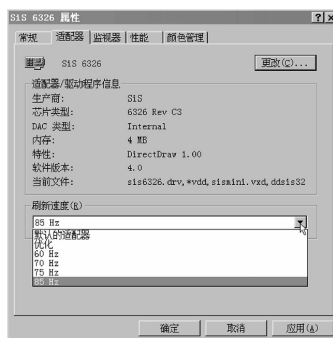 SiS 6326 属性
常规 适配器 监视器 性能 颜色管理
SiS 6326 更改(C)...
适配器/驱动程序信息
生产商: SiS
芯片类型: 6326 Rev C3
DAC 类型: Internal
内存: 4 MB
特性: DirectDraw 1.00
软件版本: 4.0
当前文件: sis6326.drv,*vdd,sismini.vxd,ddsis32
刷新速度(R)
85 Hz
默认的适配器
优化
60 Hz
70 Hz
75 Hz
85 Hz
确定 取消 应用(A)